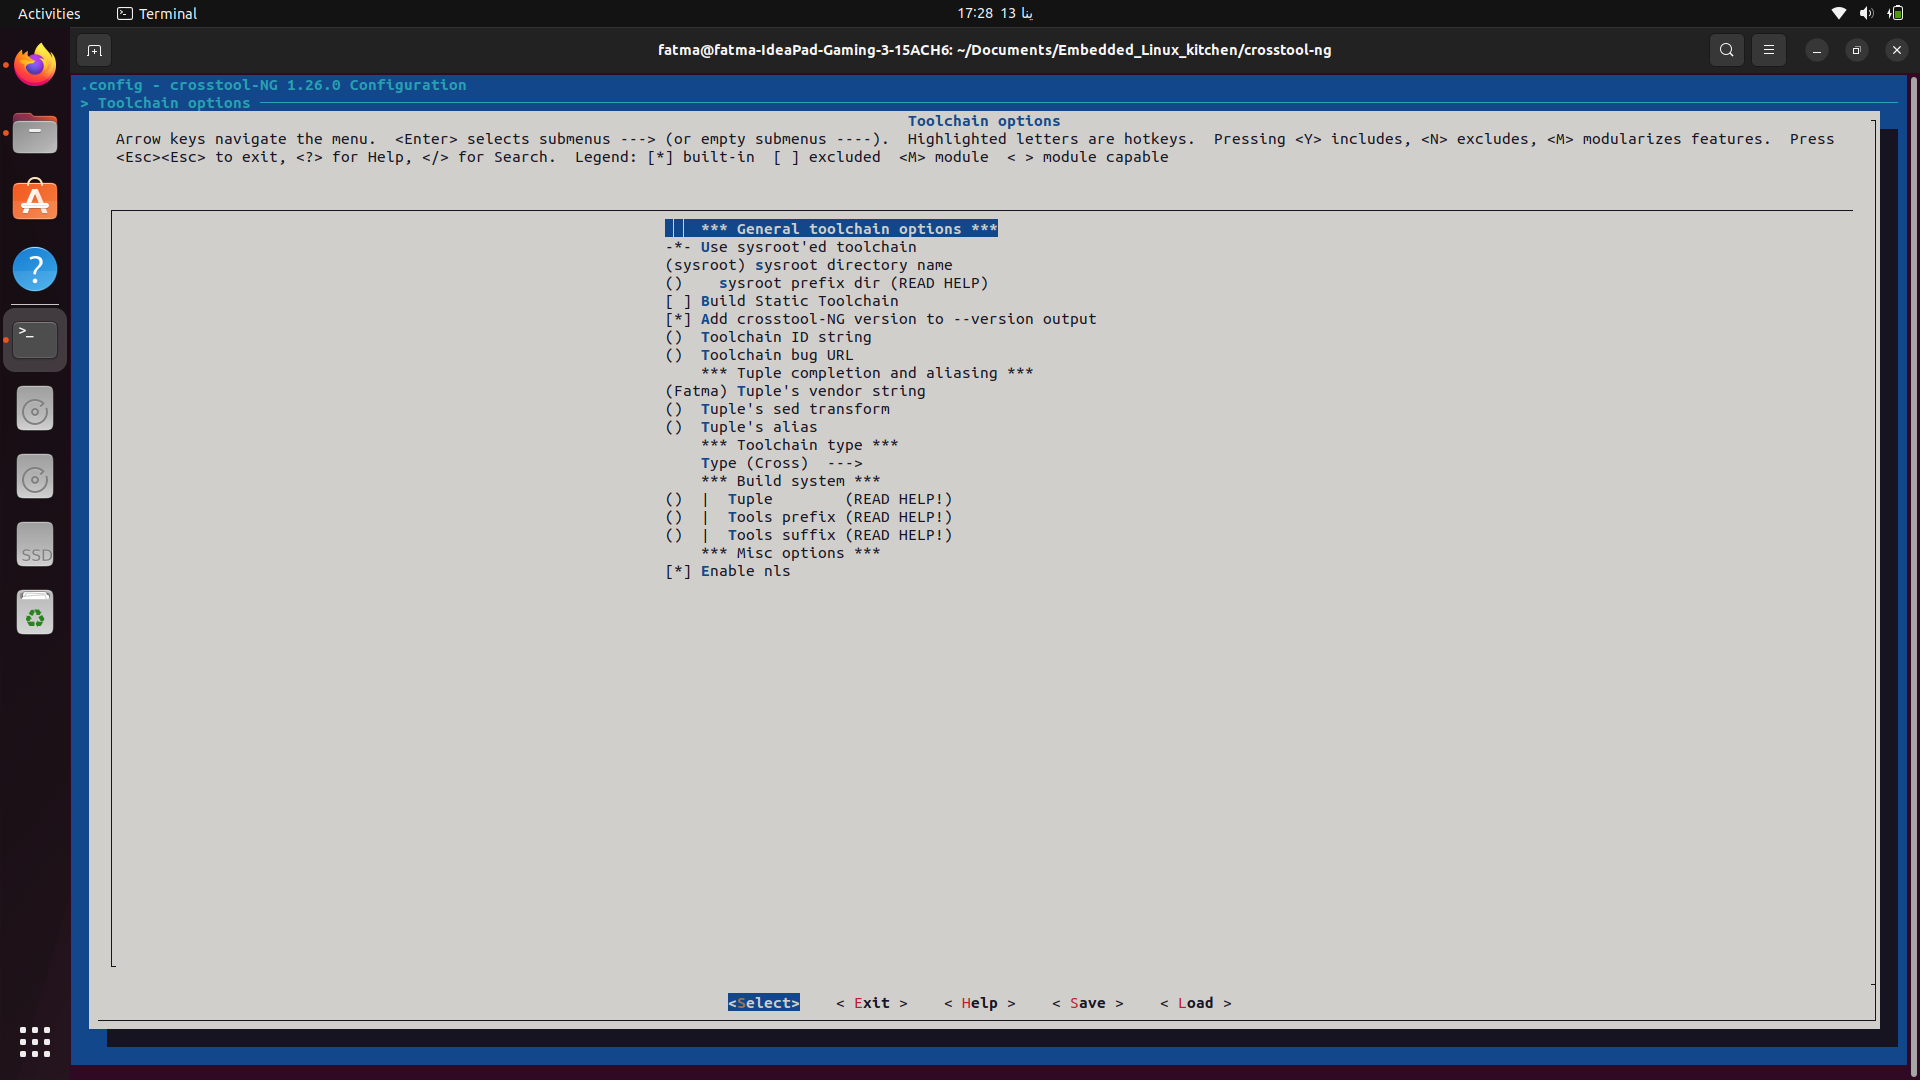 Activities
Terminal
17:28 13 ينا
fatma@fatma-IdeaPad-Gaming-3-15ACH6: ~/Documents/Embedded_Linux_kitchen/crosstool-ng
.config - crosstool-NG 1.26.0 Configuration
> Toolchain options
Toolchain options
Arrow keys navigate the menu.  <Enter> selects submenus ---> (or empty submenus ----).  Highlighted letters are hotkeys.  Pressing <Y> includes, <N> excludes, <M> modularizes features.  Press
<Esc><Esc> to exit, <?> for Help, </> for Search.  Legend: [*] built-in  [ ] excluded  <M> module  < > module capable
*** General toolchain options ***
-*- Use sysroot'ed toolchain
(sysroot) sysroot directory name
()    sysroot prefix dir (READ HELP)
[ ] Build Static Toolchain
[*] Add crosstool-NG version to --version output
()  Toolchain ID string
()  Toolchain bug URL
*** Tuple completion and aliasing ***
(Fatma) Tuple's vendor string
()  Tuple's sed transform
()  Tuple's alias
*** Toolchain type ***
Type (Cross)  --->
*** Build system ***
()  |  Tuple        (READ HELP!)
()  |  Tools prefix (READ HELP!)
()  |  Tools suffix (READ HELP!)
*** Misc options ***
[*] Enable nls
<Select>    < Exit >    < Help >    < Save >    < Load >
SSD